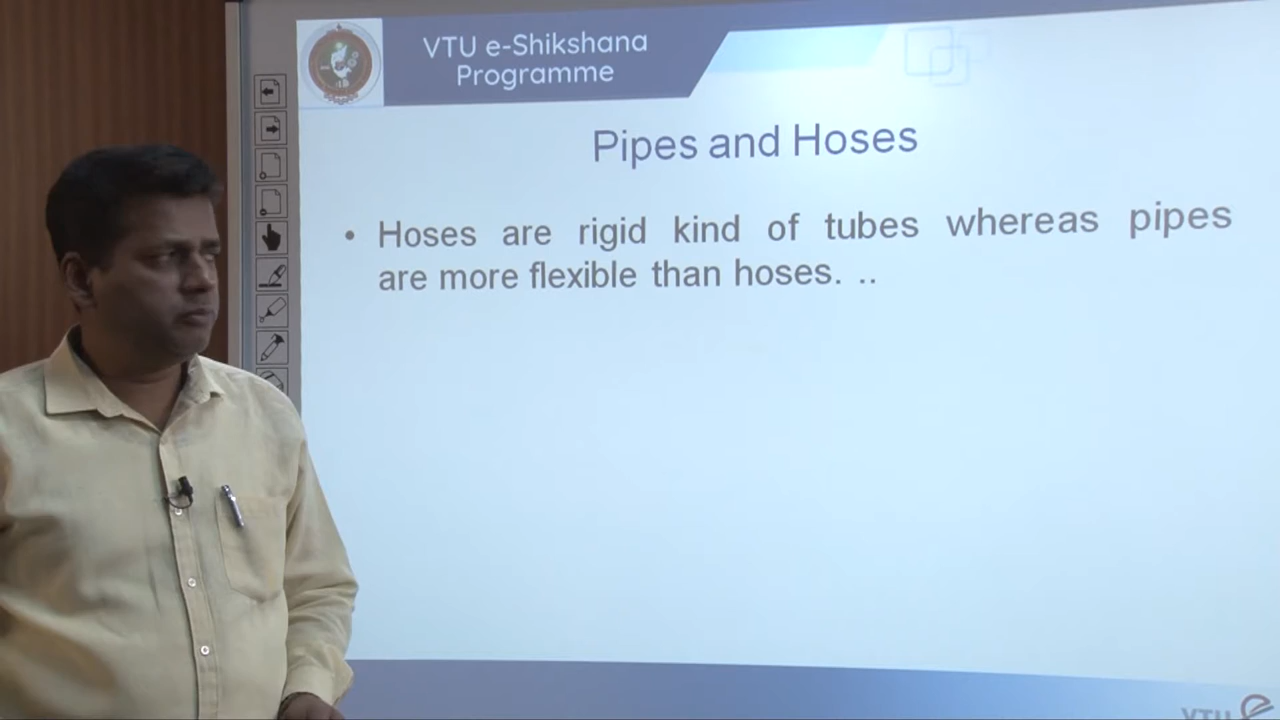 VTU e-Shikshana
Programme
Pipes and Hoses
• Hoses are rigid kind of tubes whereas pipes
are more flexible than hoses. ..
VTU